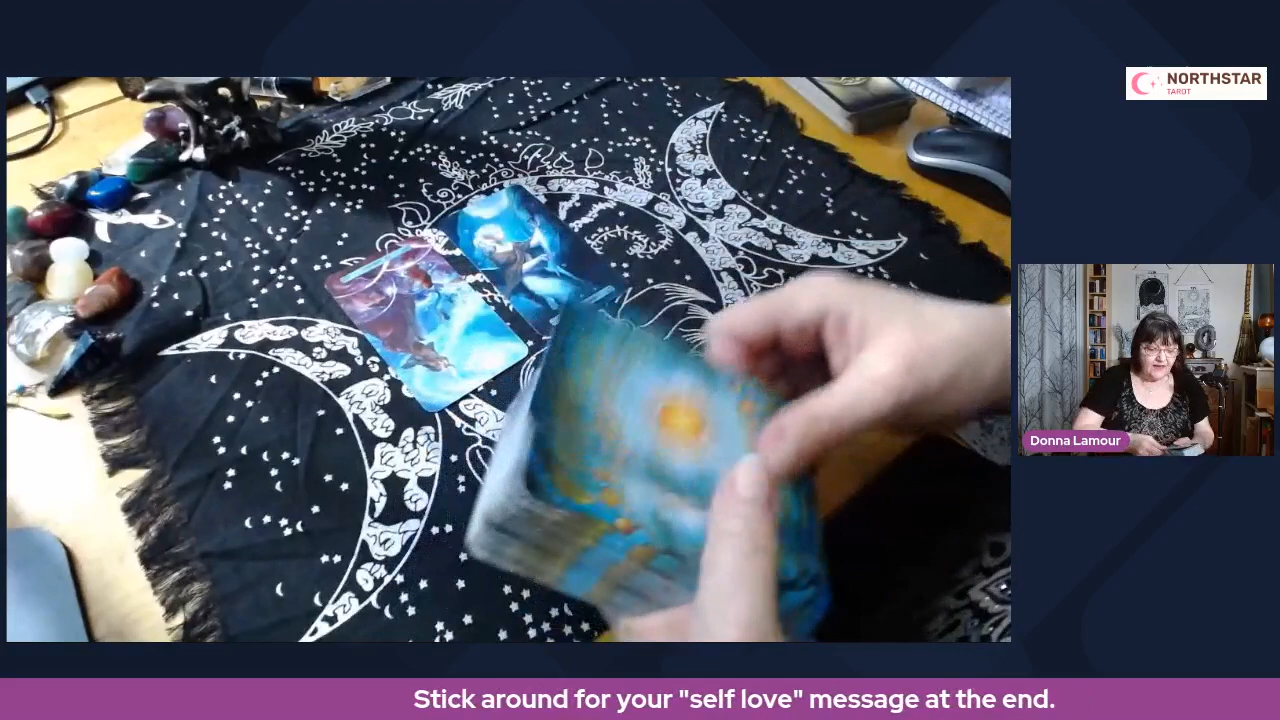 NORTHSTAR
TAROT
Donna Lamour
Stick around for your "self love" message at the end.